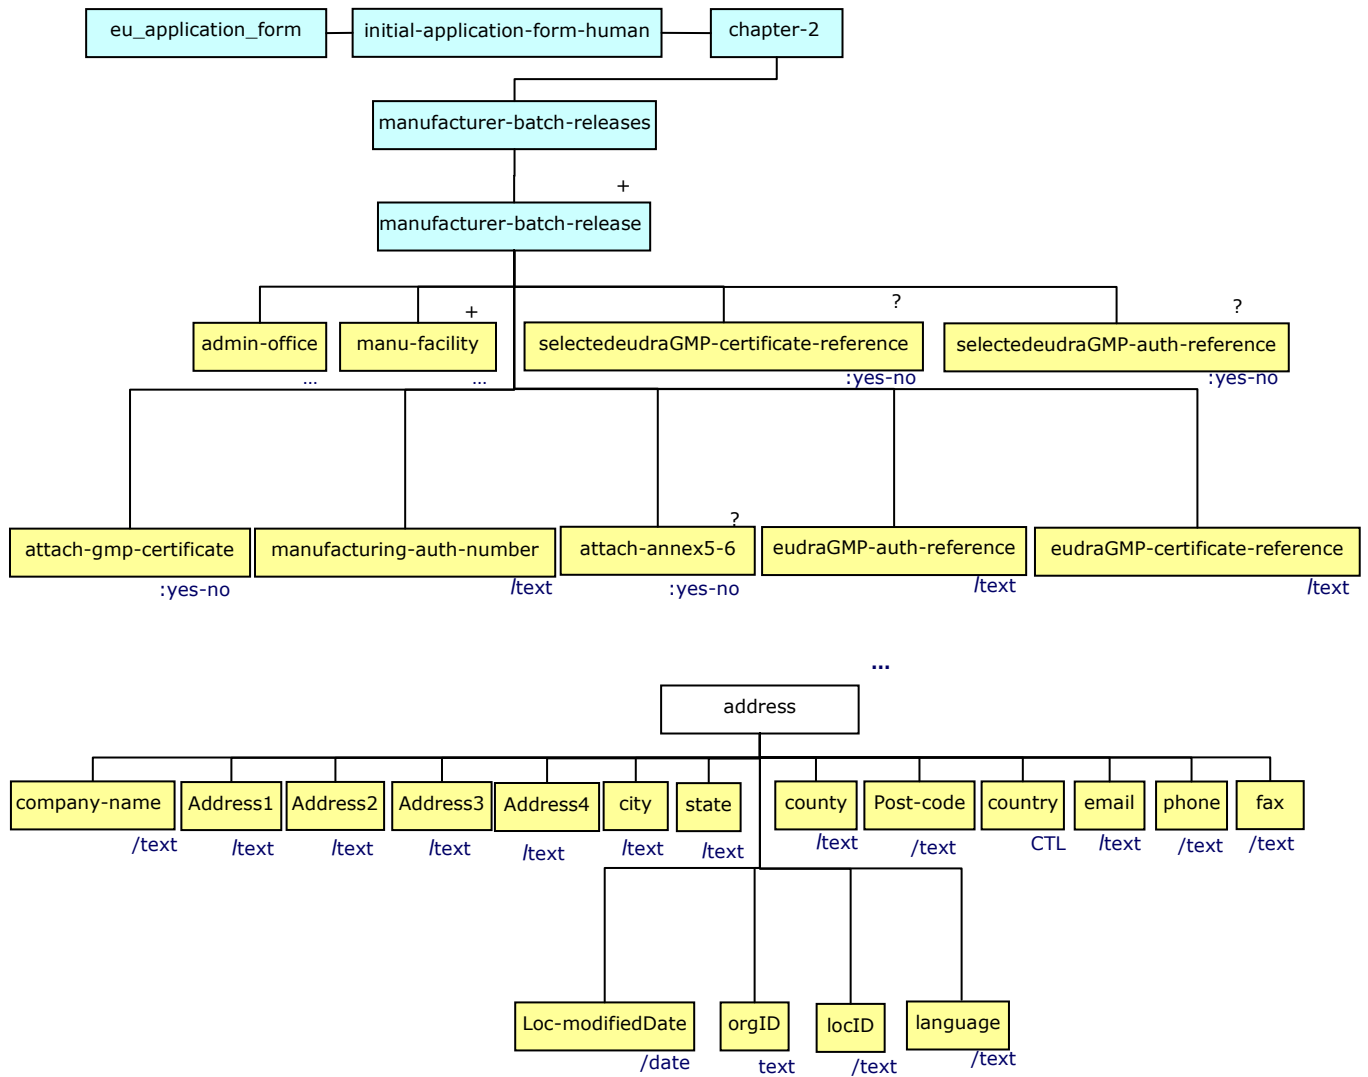 eu_application_form
initial-application-form-human
chapter-2
manufacturer-batch-releases
+
manufacturer-batch-release
+
?
?
admin-office
manu-facility
selectedeudraGMP-certificate-reference
selectedeudraGMP-auth-reference
...
...
:yes-no
:yes-no
?
attach-gmp-certificate
manufacturing-auth-number
attach-annex5-6
eudraGMP-auth-reference
eudraGMP-certificate-reference
:yes-no
/text
:yes-no
/text
/text
...
address
company-name
Address1
Address2
Address3
Address4
city
state
county
Post-code
country
email
phone
fax
/text
/text
/text
/text
/text
/text
/text
/text
/text
CTL
/text
/text
/text
Loc-modifiedDate
orgID
locID
language
/date
text
/text
/text